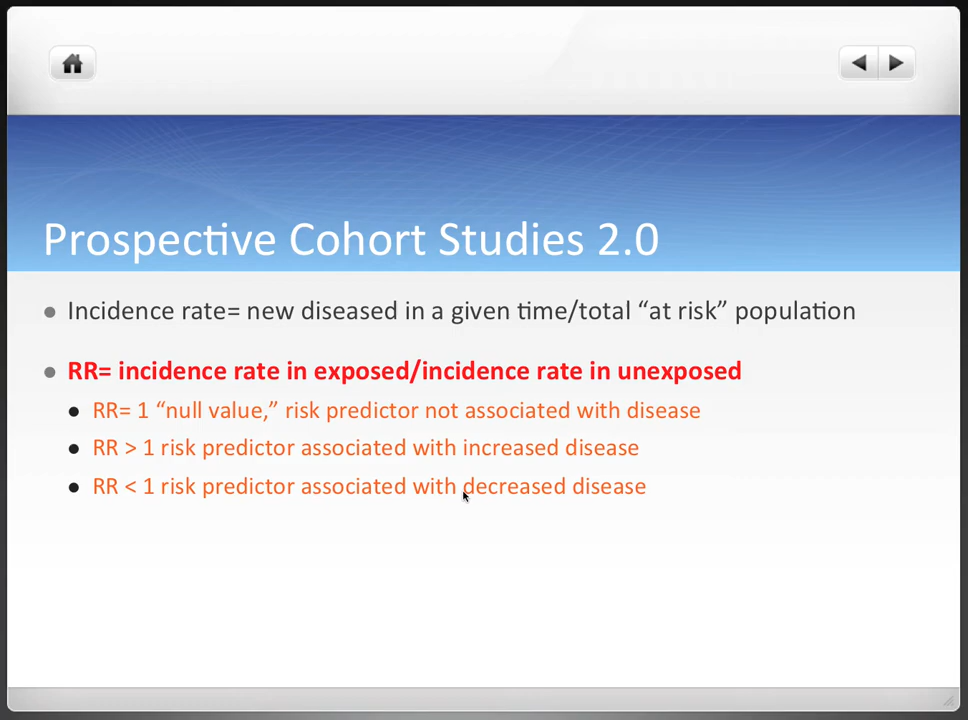 Prospective Cohort Studies 2.0
Incidence rate= new diseased in a given time/total “at risk” population
RR= incidence rate in exposed/incidence rate in unexposed
RR= 1 “null value,” risk predictor not associated with disease
RR > 1 risk predictor associated with increased disease
RR < 1 risk predictor associated with decreased disease